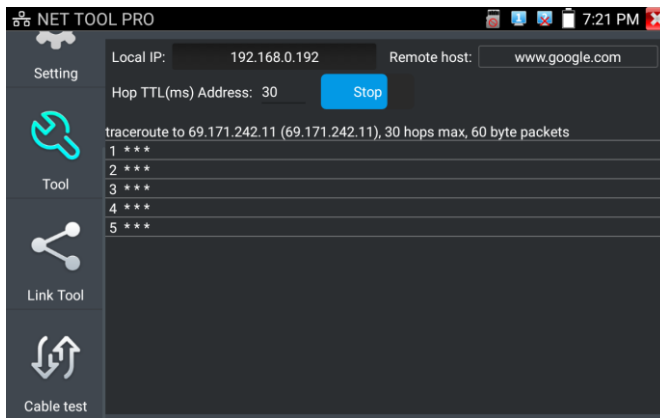 NET TOOL PRO 7:21 PM
Setting
Local IP: 192.168.0.192 Remote host: www.google.com
Hop TTL(ms) Address: 30 Stop
traceroute to 69.171.242.11 (69.171.242.11), 30 hops max, 60 byte packets
1 * * *
2 * * *
3 * * *
4 * * *
5 * * *
Tool
Link Tool
Cable test